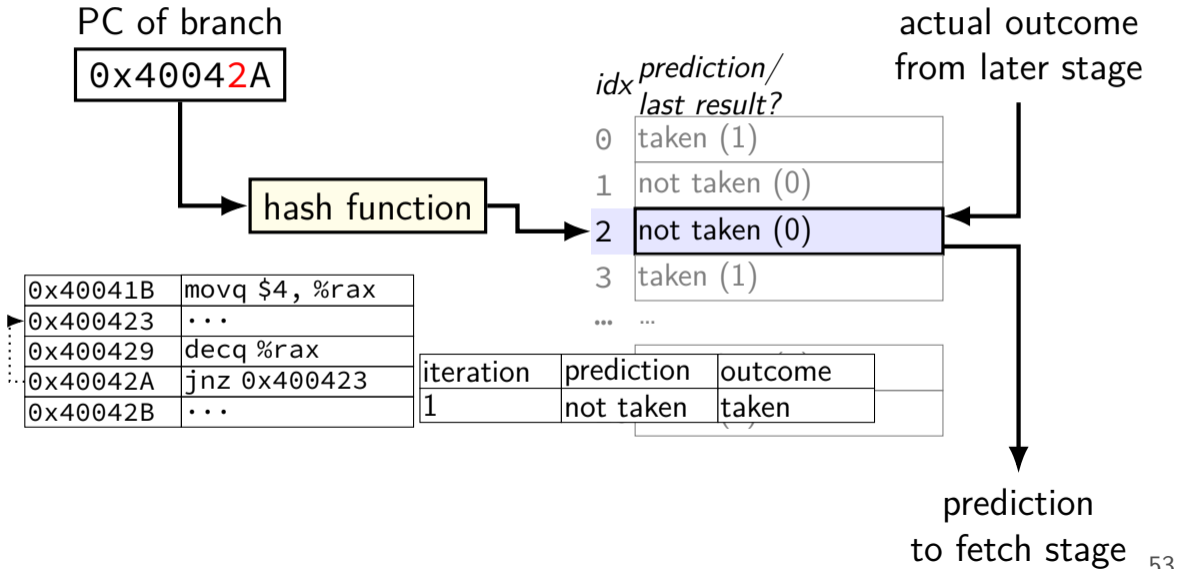 PC of branch
0x40042A
hash function
idx prediction/
last result?
0 taken (1)
1 not taken (0)
2 not taken (0)
3 taken (1)
... ...
actual outcome
from later stage
0x40041B movq $4, %rax
0x400423 ...
0x400429 decq %rax
0x40042A jnz 0x400423
0x40042B ...
iteration prediction outcome
1 not taken taken
prediction
to fetch stage
53